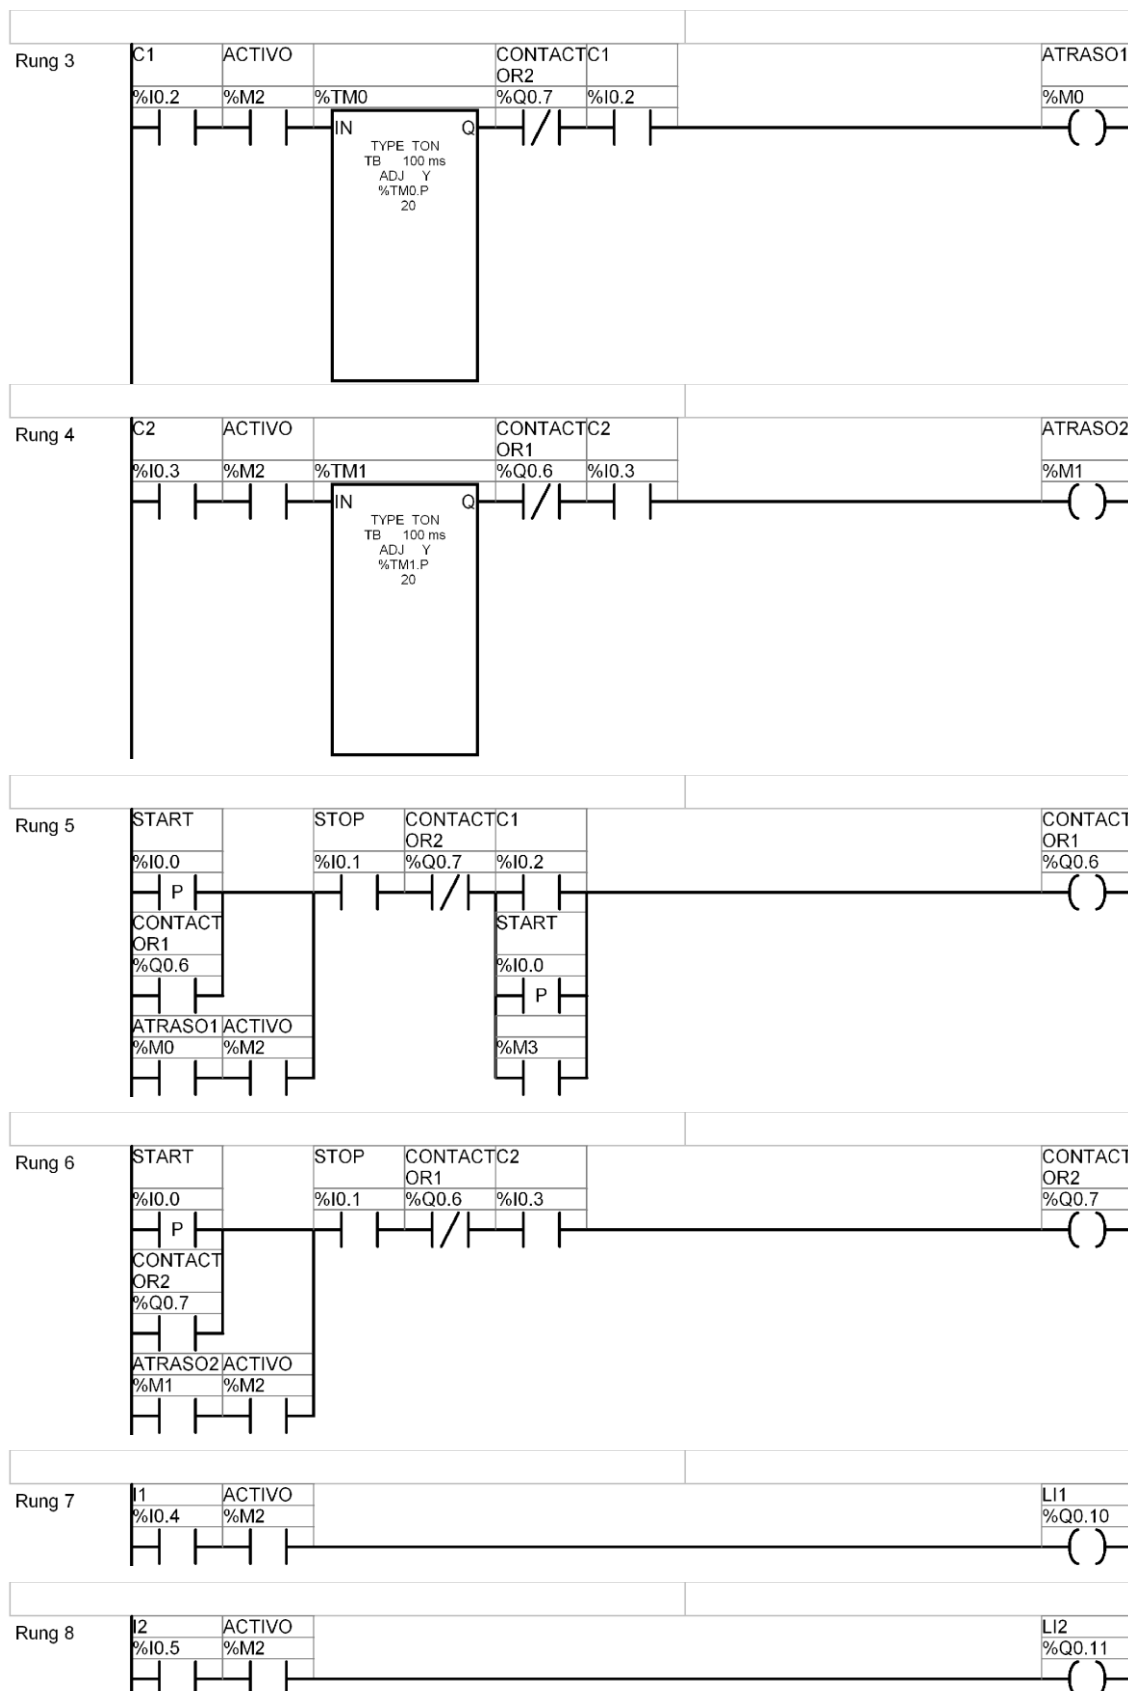 Rung 3
C1 ACTIVO CONTACTOR2 C1 ATRASO1
%I0.2 %M2 %TM0 %Q0.7 %I0.2 %M0
IN Q
TYPE TON
TB 100 ms
ADJ Y
%TM0.P
20
Rung 4
C2 ACTIVO CONTACTOR1 C2 ATRASO2
%I0.3 %M2 %TM1 %Q0.6 %I0.3 %M1
IN Q
TYPE TON
TB 100 ms
ADJ Y
%TM1.P
20
Rung 5
START STOP CONTACTOR2 C1 CONTACTOR1
%I0.0 %I0.1 %Q0.7 %I0.2 %Q0.6
P
CONTACTOR1 START
%Q0.6 %I0.0
P
ATRASO1 ACTIVO
%M0 %M2 %M3
Rung 6
START STOP CONTACTOR1 C2 CONTACTOR2
%I0.0 %I0.1 %Q0.6 %I0.3 %Q0.7
P
CONTACTOR2
%Q0.7
ATRASO2 ACTIVO
%M1 %M2
Rung 7
I1 ACTIVO LI1
%I0.4 %M2 %Q0.10
Rung 8
I2 ACTIVO LI2
%I0.5 %M2 %Q0.11